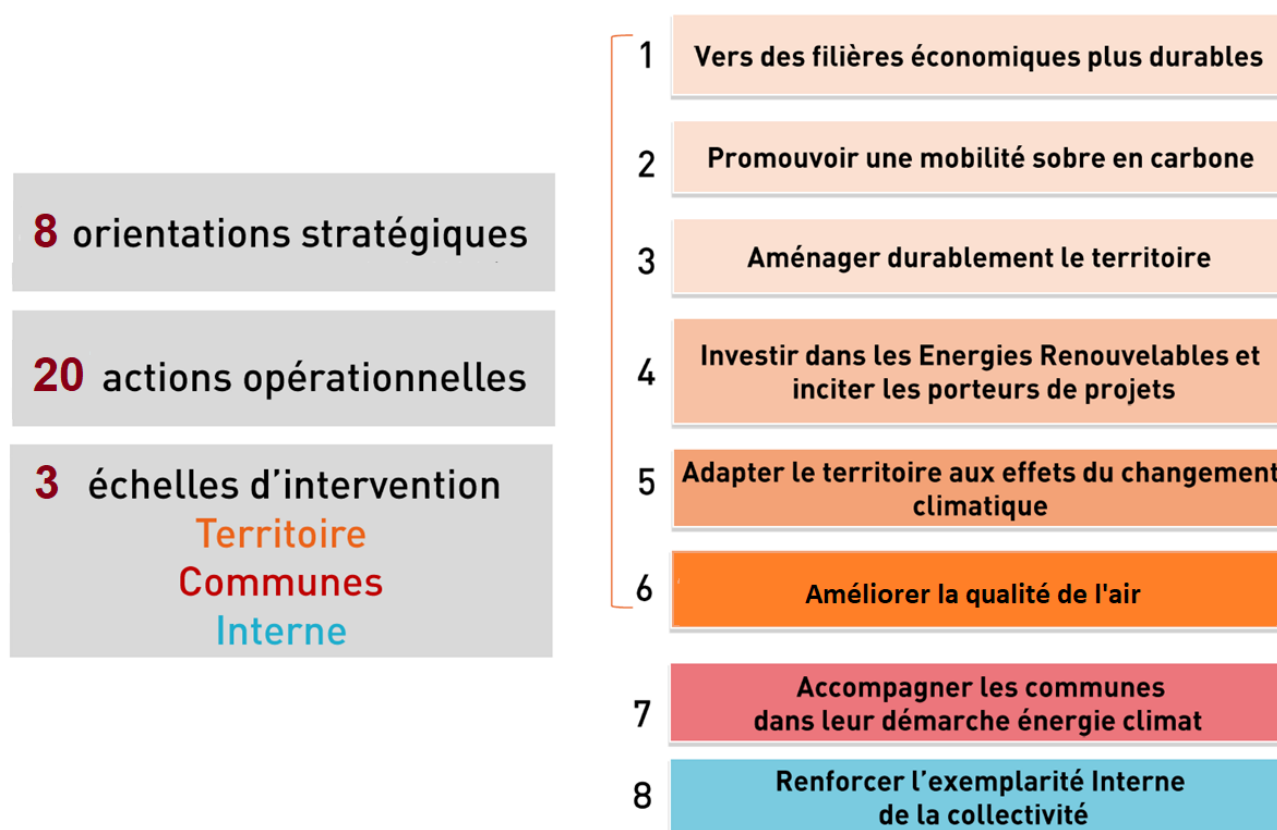 8 orientations stratégiques
20 actions opérationnelles
3 échelles d'intervention
Territoire
Communes
Interne
1 Vers des filières économiques plus durables
2 Promouvoir une mobilité sobre en carbone
3 Aménager durablement le territoire
4 Investir dans les Energies Renouvelables et
inciter les porteurs de projets
5 Adapter le territoire aux effets du changement
climatique
6 Améliorer la qualité de l'air
7 Accompagner les communes
dans leur démarche énergie climat
8 Renforcer l'exemplarité Interne
de la collectivité